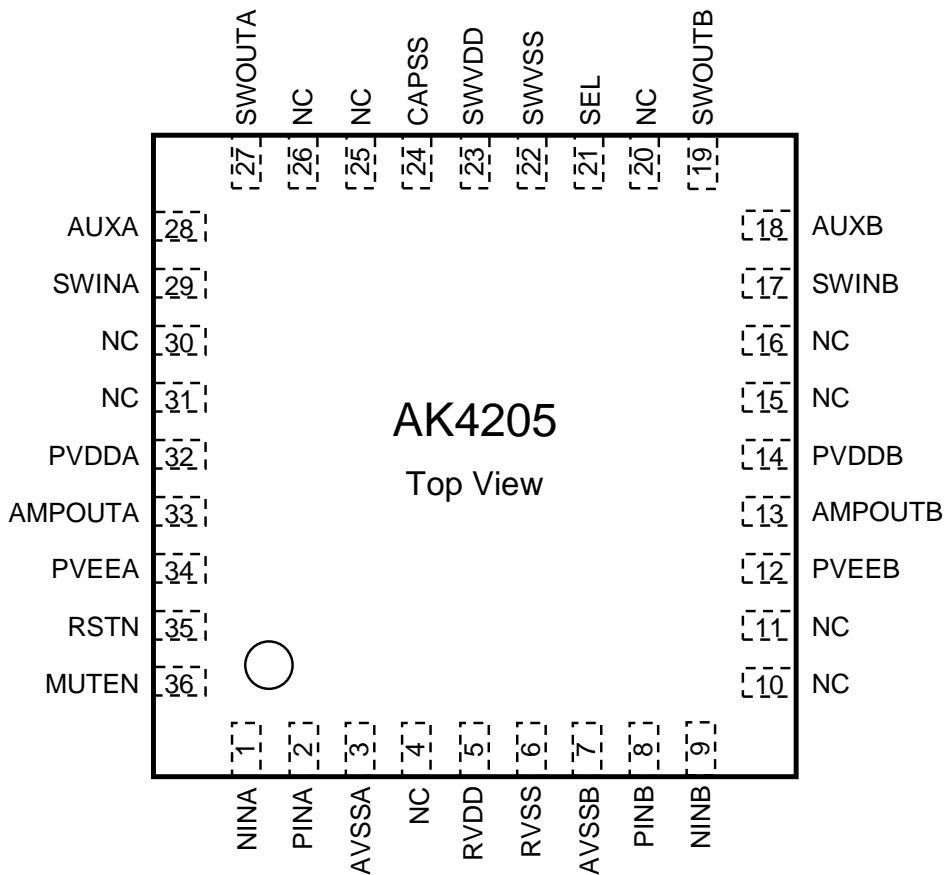 SWOUTA
NC
NC
CAPSS
SWVDD
SWVSS
SEL
NC
SWOUTB
27
26
25
24
23
22
21
20
19
AUXA 28
18 AUXB
SWINA 29
17 SWINB
NC 30
16 NC
NC 31
15 NC
AK4205
Top View
PVDDA 32
14 PVDDB
AMPOUTA 33
13 AMPOUTB
PVEEA 34
12 PVEEB
RSTN 35
11 NC
MUTEN 36
10 NC
1
2
3
4
5
6
7
8
9
NINA
PINA
AVSSA
NC
RVDD
RVSS
AVSSB
PINB
NINB